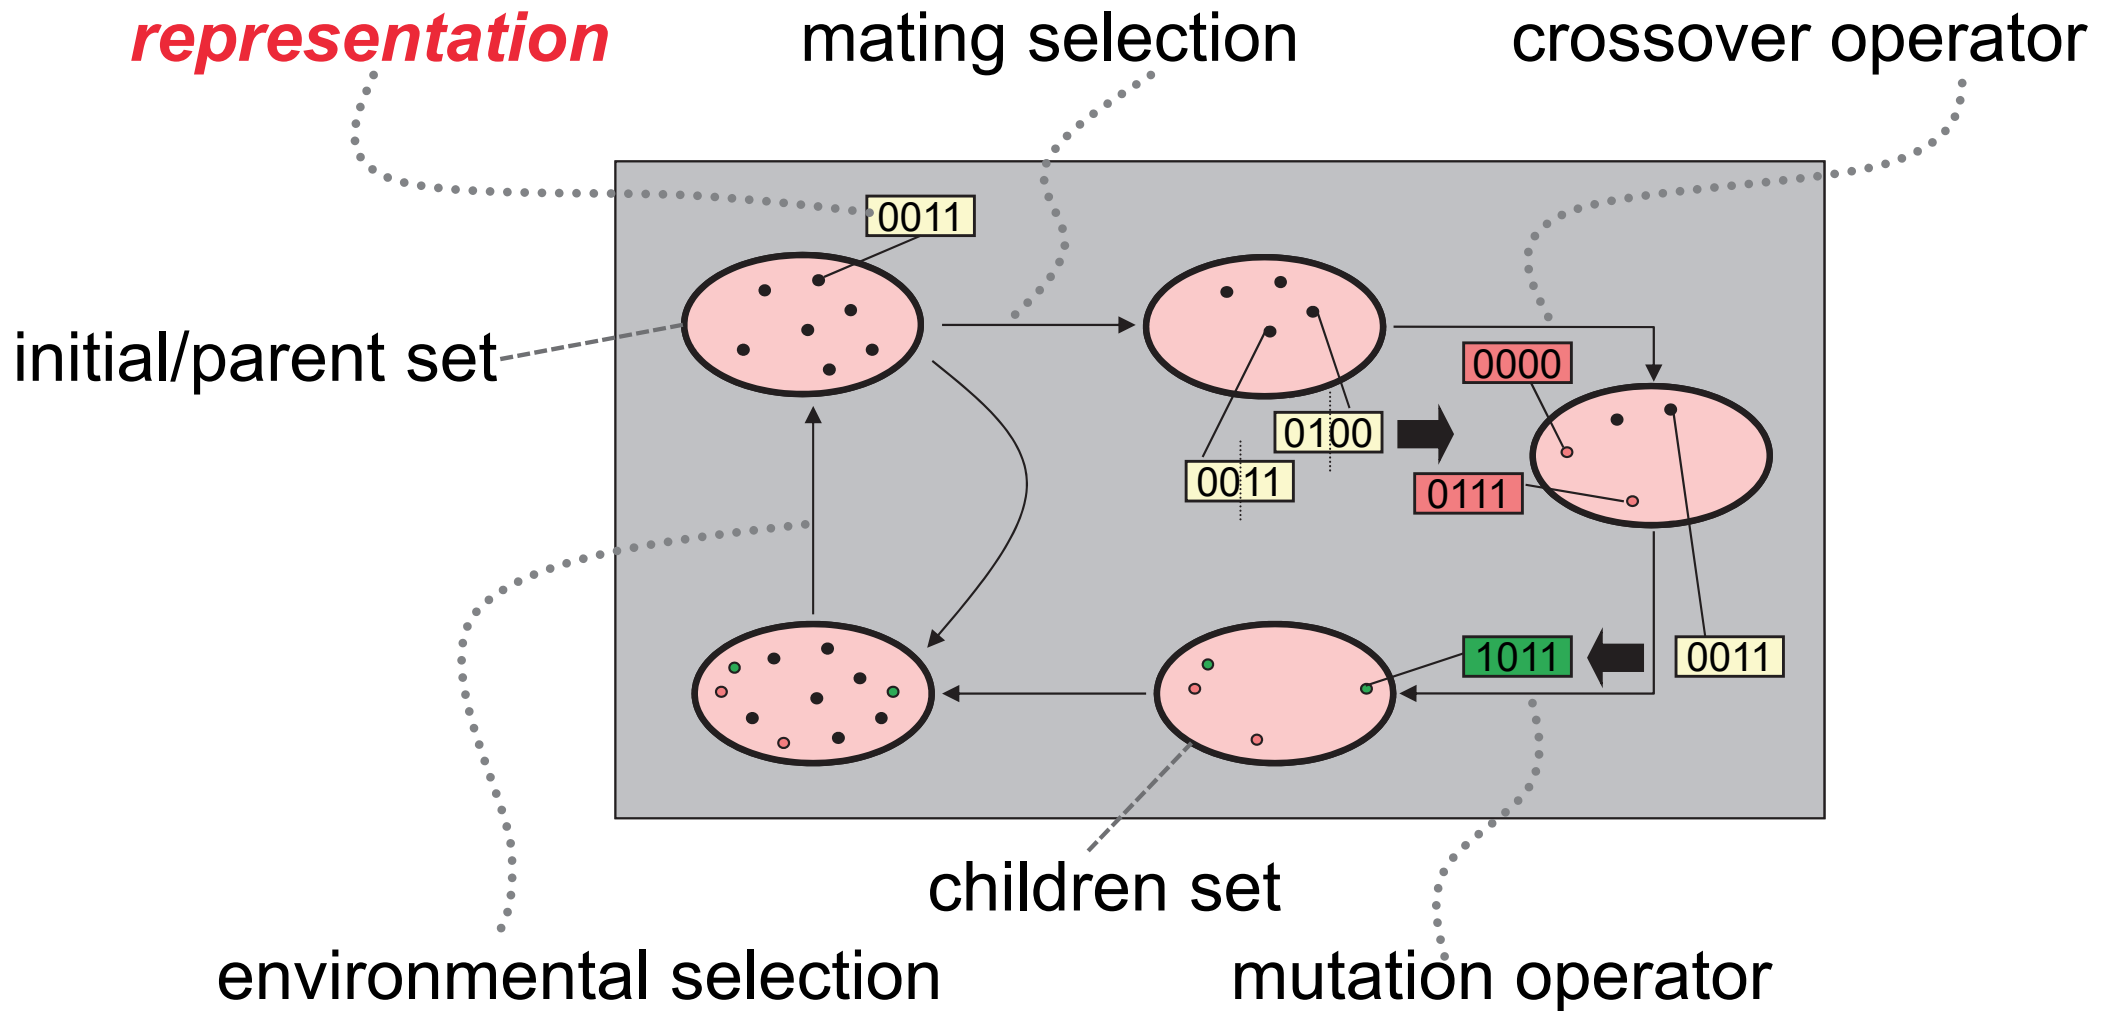 representation
mating selection
crossover operator
0011
initial/parent set
0000
0100
0011
0111
1011
0011
children set
environmental selection
mutation operator